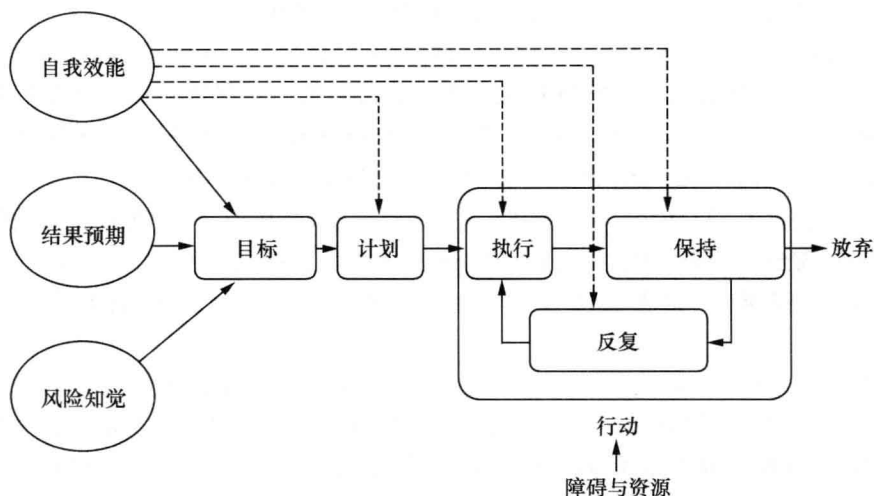 自我效能
结果预期
目标
计划
执行
保持
放弃
反复
风险知觉
行动
障碍与资源